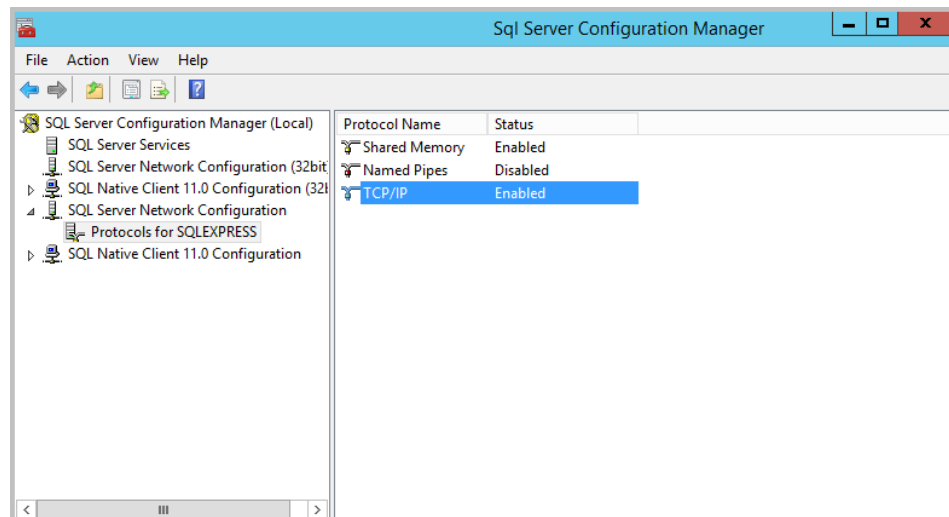 Sql Server Configuration Manager
File Action View Help
SQL Server Configuration Manager (Local)
SQL Server Services
SQL Server Network Configuration (32bit
SQL Native Client 11.0 Configuration (32b
SQL Server Network Configuration
Protocols for SQLEXPRESS
SQL Native Client 11.0 Configuration
Protocol Name Status
Shared Memory Enabled
Named Pipes Disabled
TCP/IP Enabled